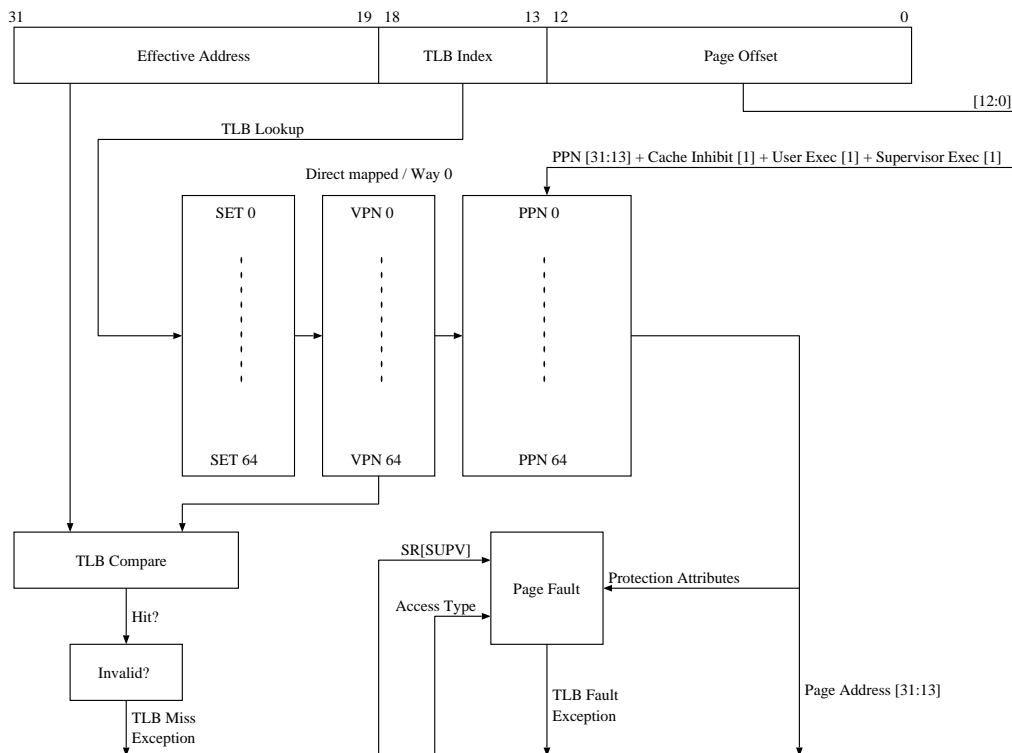 31 19 18 13 12 0
Effective Address TLB Index Page Offset
[12:0]
TLB Lookup
PPN [31:13] + Cache Inhibit [1] + User Exec [1] + Supervisor Exec [1]
Direct mapped / Way 0
SET 0 VPN 0 PPN 0
SET 64 VPN 64 PPN 64
SR[SUPV]
TLB Compare
Page Fault
Protection Attributes
Access Type
Hit?
Invalid?
TLB Fault
Exception
Page Address [31:13]
TLB Miss
Exception